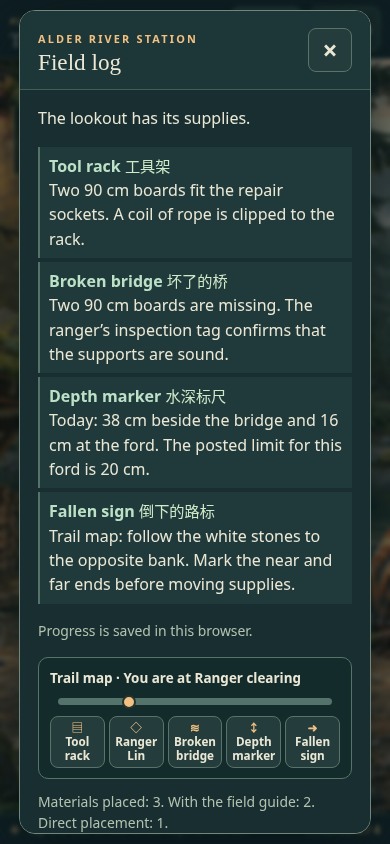 ALDER RIVER STATION
Field log
×
The lookout has its supplies.
Tool rack 工具架
Two 90 cm boards fit the repair
sockets. A coil of rope is clipped to the
rack.
Broken bridge 坏了的桥
Two 90 cm boards are missing. The
ranger’s inspection tag confirms that
the supports are sound.
Depth marker 水深标尺
Today: 38 cm beside the bridge and 16
cm at the ford. The posted limit for this
ford is 20 cm.
Fallen sign 倒下的路标
Trail map: follow the white stones to
the opposite bank. Mark the near and
far ends before moving supplies.
Progress is saved in this browser.
Trail map · You are at Ranger clearing
▤ ◇ ≋ ↕ ➜
Tool Ranger Broken Depth Fallen
rack Lin bridge marker sign
Materials placed: 3. With the field guide: 2.
Direct placement: 1.